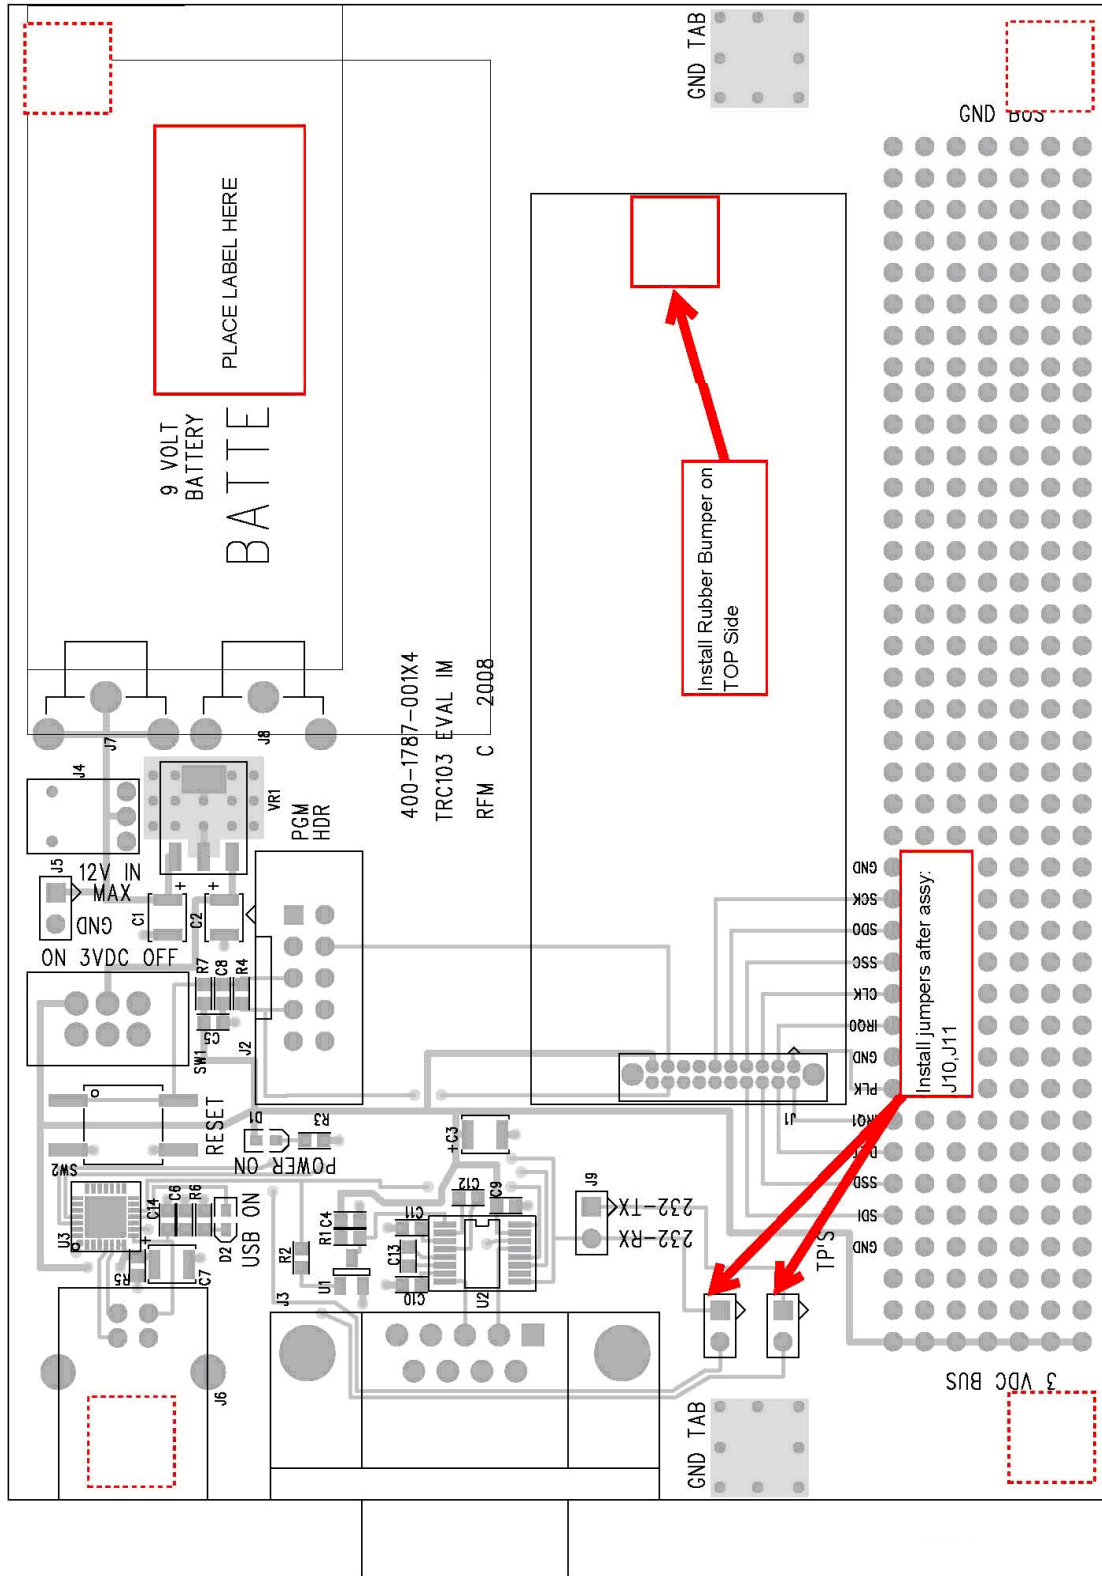 GND TAB
GND BUS
PLACE LABEL HERE
9 VOLT
BATTERY
BATTE
Install Rubber Bumper on
TOP Side
400-1787-001X4
TRC103 EVAL IM
RFM C 2008
J7
J8
J4
VR1
PGM
HDR
J5
12V IN
MAX
GND
C1
+
C2
+
ON 3VDC OFF
R7
C8
R4
C5
J2
SW1
GND
SCK
SDO
SSC
CLK
IRQ0
GND
PLK
IRQ1
SSD
SDI
GND
Install jumpers after assy:
J10,J11
J1
RESET
SW2
D1
R3
POWER ON
+C3
U3
C14
C6
R6
D2
USB ON
R5
+
C7
R2
R1
C4
U1
C11
C13
C10
C12
C9
U2
J9
232-TX
232-RX
TP'S
J3
J6
GND TAB
3 VDC BUS